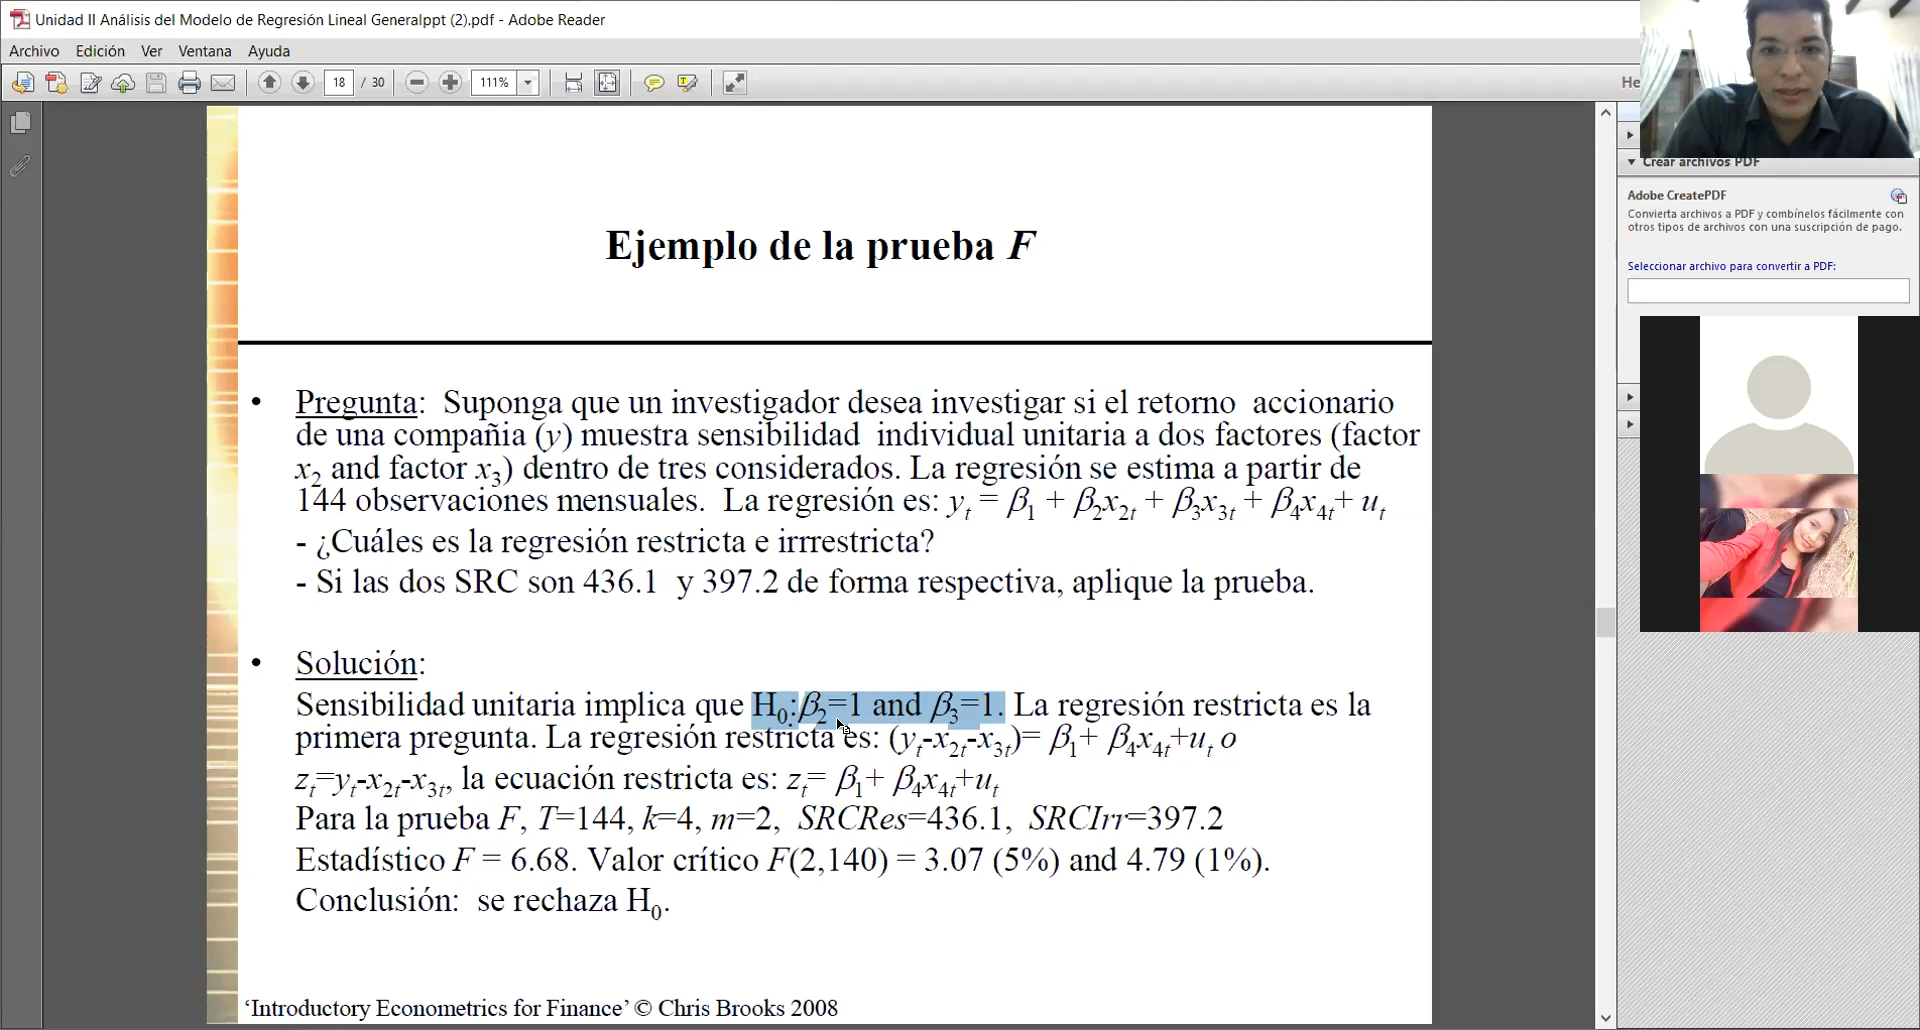 Unidad II Análisis del Modelo de Regresión Lineal Generalppt (2).pdf - Adobe Reader
Archivo Edición Ver Ventana Ayuda
18 / 30 111% He
Crear archivos PDF
Adobe CreatePDF
Convierta archivos a PDF y combínelos fácilmente con
otros tipos de archivos con una suscripción de pago.
Seleccionar archivo para convertir a PDF:
Ejemplo de la prueba F
• Pregunta: Suponga que un investigador desea investigar si el retorno accionario
de una compañia (y) muestra sensibilidad individual unitaria a dos factores (factor
x₂ and factor x₃) dentro de tres considerados. La regresión se estima a partir de
144 observaciones mensuales. La regresión es: yₜ = β₁ + β₂x₂ₜ + β₃x₃ₜ + β₄x₄ₜ+ uₜ
- ¿Cuáles es la regresión restricta e irrrestricta?
- Si las dos SRC son 436.1 y 397.2 de forma respectiva, aplique la prueba.
• Solución:
Sensibilidad unitaria implica que H₀:β₂=1 and β₃=1. La regresión restricta es la
primera pregunta. La regresión restricta es: (yₜ-x₂ₜ-x₃ₜ)= β₁+ β₄x₄ₜ+uₜ o
zₜ=yₜ-x₂ₜ-x₃ₜ, la ecuación restricta es: zₜ= β₁+ β₄x₄ₜ+uₜ
Para la prueba F, T=144, k=4, m=2, SRCRes=436.1, SRCIrr=397.2
Estadístico F = 6.68. Valor crítico F(2,140) = 3.07 (5%) and 4.79 (1%).
Conclusión: se rechaza H₀.
‘Introductory Econometrics for Finance’ © Chris Brooks 2008